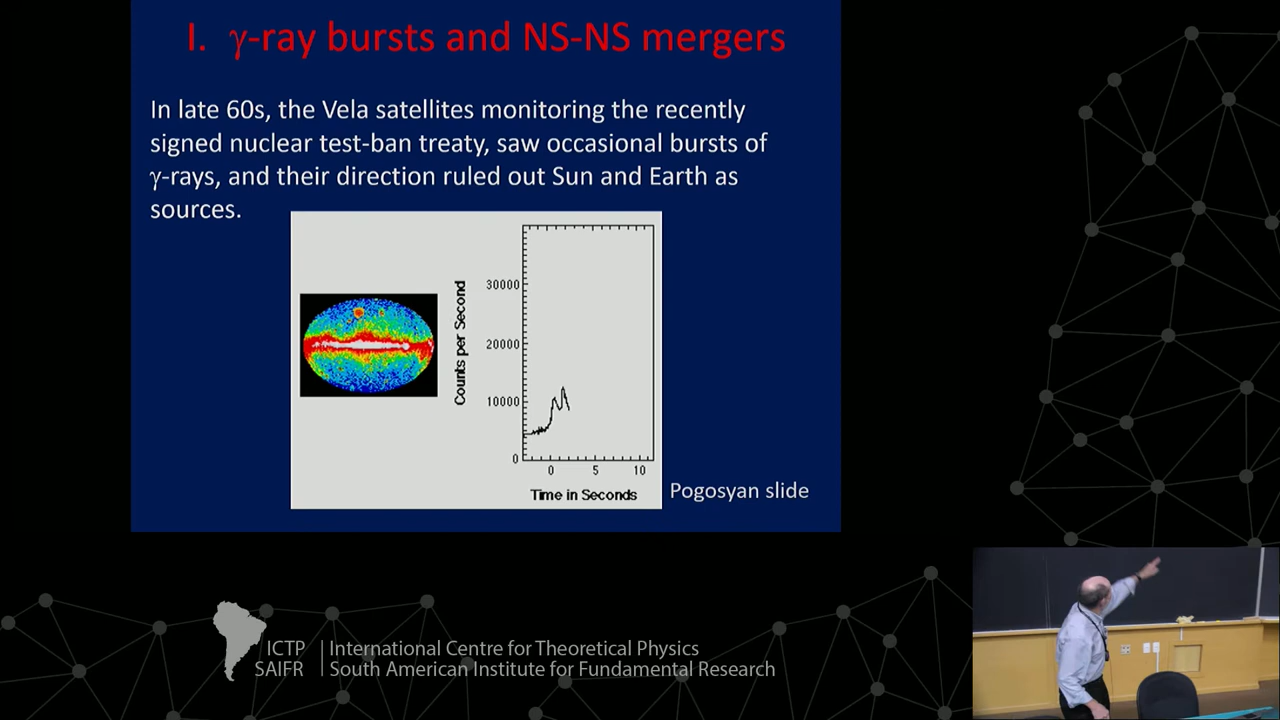 I. γ-ray bursts and NS-NS mergers
In late 60s, the Vela satellites monitoring the recently
signed nuclear test-ban treaty, saw occasional bursts of
γ-rays, and their direction ruled out Sun and Earth as
sources.
Counts per Second
30000
20000
10000
0
0 5 10
Time in Seconds
Pogosyan slide
ICTP
SAIFR
International Centre for Theoretical Physics
South American Institute for Fundamental Research